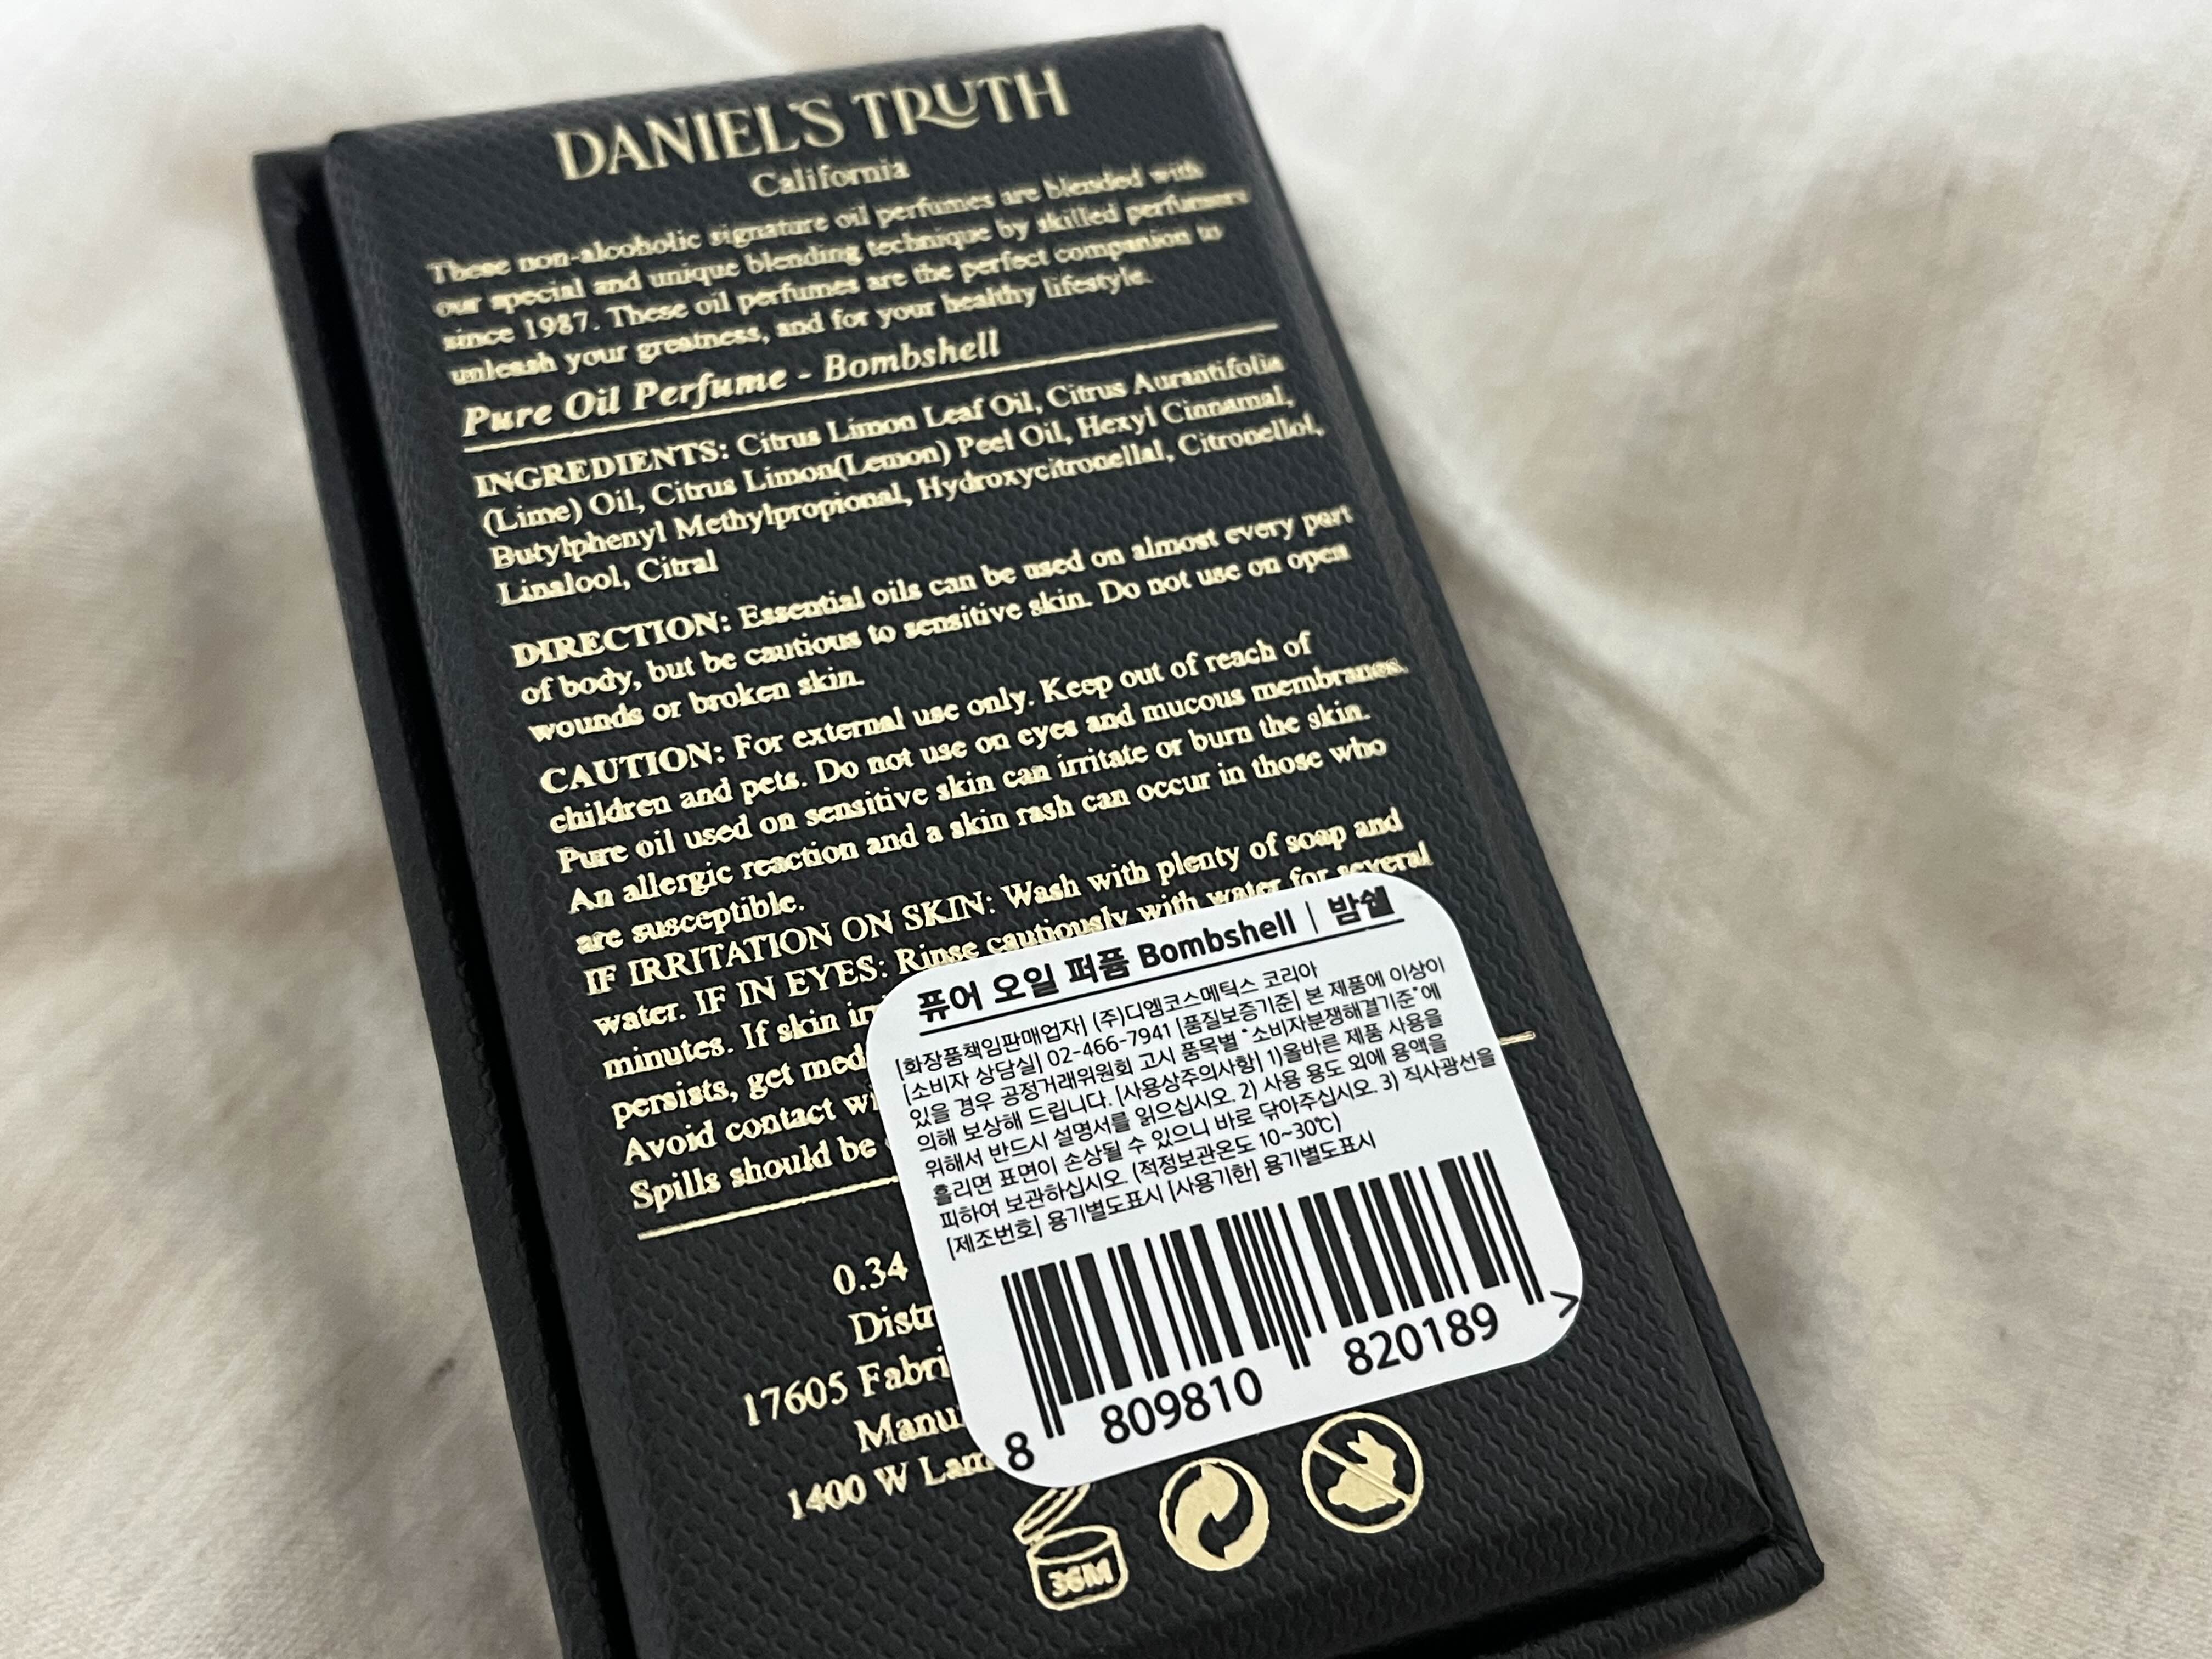 DANIEL'S TRUTH
California
These non-alcoholic signature oil perfumes are blended with
our special and unique blending technique by skilled perfumers
since 1987. These oil perfumes are the perfect companion to
unleash your greatness, and for your healthy lifestyle.
Pure Oil Perfume - Bombshell
INGREDIENTS: Citrus Limon Leaf Oil, Citrus Aurantifolia
(Lime) Oil, Citrus Limon(Lemon) Peel Oil, Hexyl Cinnamal,
Butylphenyl Methylpropional, Hydroxycitronellal, Citronellol,
Linalool, Citral
DIRECTION: Essential oils can be used on almost every part
of body, but be cautious to sensitive skin. Do not use on open
wounds or broken skin.
CAUTION: For external use only. Keep out of reach of
children and pets. Do not use on eyes and mucous membranes.
Pure oil used on sensitive skin can irritate or burn the skin.
An allergic reaction and a skin rash can occur in those who
are susceptible.
IF IRRITATION ON SKIN: Wash with plenty of soap and
water. IF IN EYES: Rinse cautiously with water for several
minutes. If skin
persists, get med
Avoid contact
Spills should be
0.34
Distr
17605 Fabri
Manu
1400 W Lam
36M
퓨어 오일 퍼퓸 Bombshell | 밤쉘
[화장품책임판매업자] (주)디엠코스메틱스 코리아
[소비자 상담실] 02-466-7941 [품질보증기준] 본 제품에 이상이
있을 경우 공정거래위원회 고시 품목별 "소비자분쟁해결기준"에
의해 보상해 드립니다. [사용상주의사항] 1)올바른 제품 사용을
위해서 반드시 설명서를 읽으십시오. 2) 사용 용도 외에 용액을
흘리면 표면이 손상될 수 있으니 바로 닦아주십시오. 3) 직사광선을
피하여 보관하십시오. (적정보관온도 10~30℃)
[제조번호] 용기별도표시 [사용기한] 용기별도표시
8 809810 820189 >